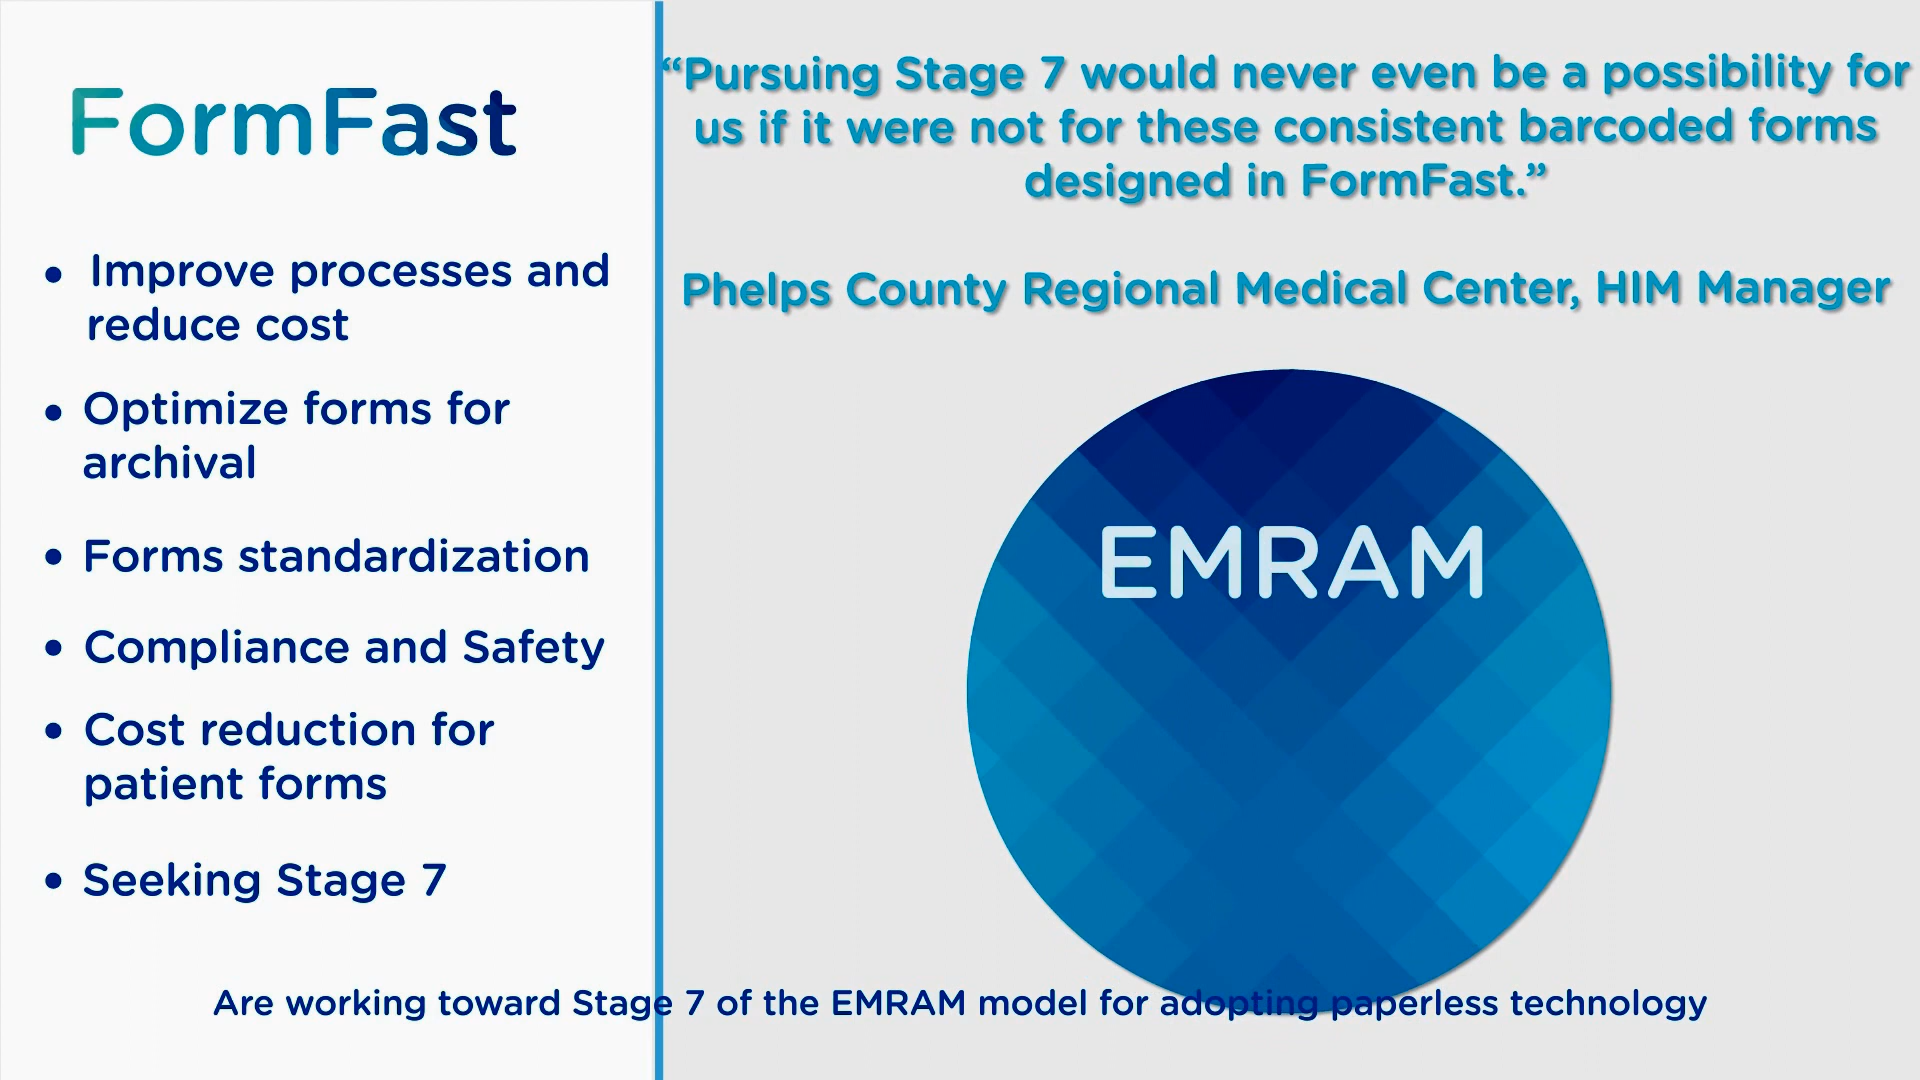 FormFast
• Improve processes and
reduce cost
• Optimize forms for
archival
• Forms standardization
• Compliance and Safety
• Cost reduction for
patient forms
• Seeking Stage 7
“Pursuing Stage 7 would never even be a possibility for
us if it were not for these consistent barcoded forms
designed in FormFast.”
Phelps County Regional Medical Center, HIM Manager
EMRAM
Are working toward Stage 7 of the EMRAM model for adopting paperless technology